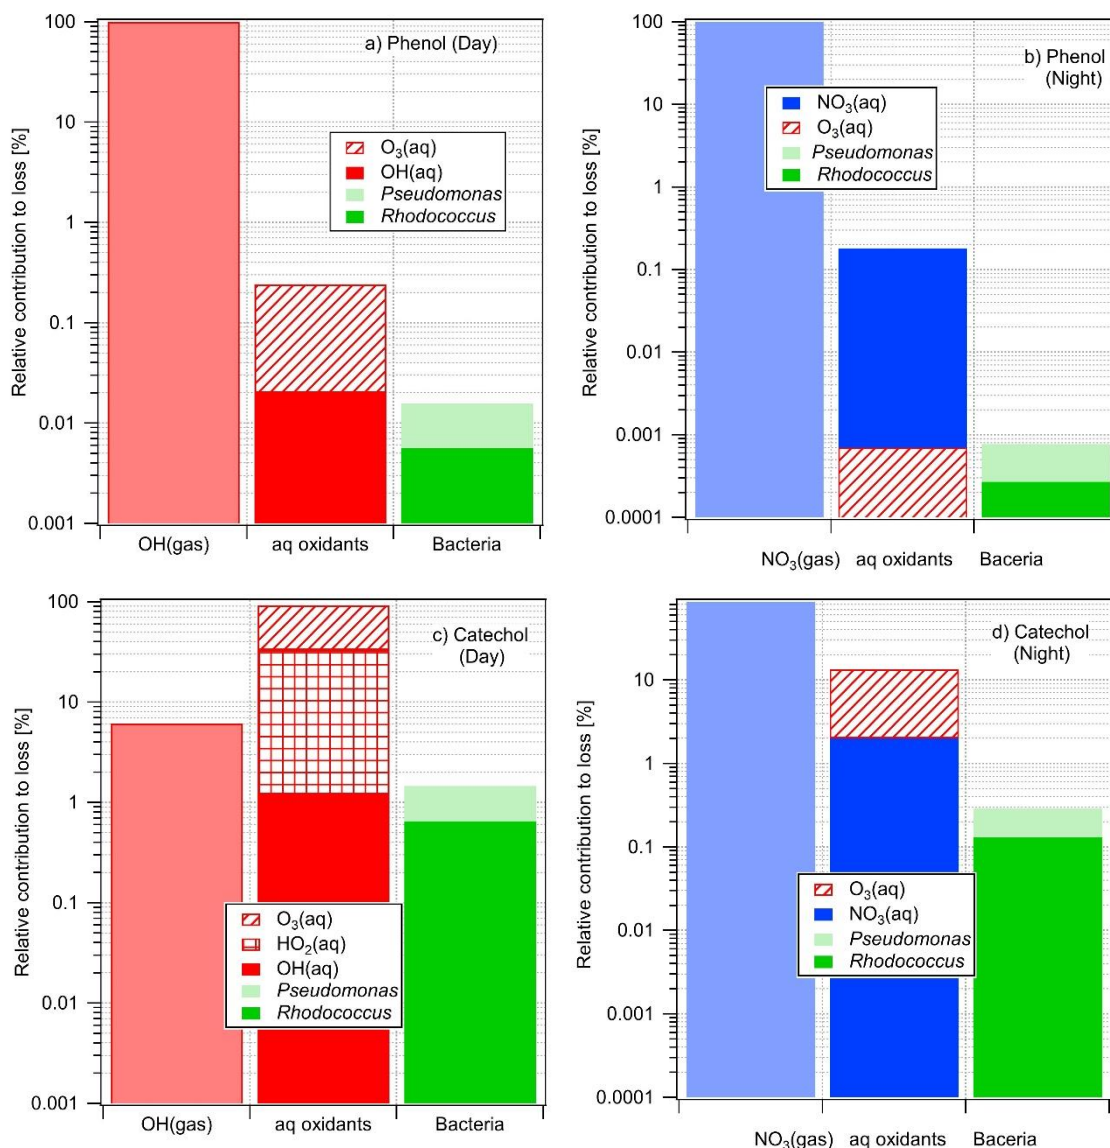 a) Phenol (Day)
Relative contribution to loss [%]
100
10
1
0.1
0.01
0.001
O₃(aq)
OH(aq)
Pseudomonas
Rhodococcus
OH(gas) aq oxidants Bacteria
b) Phenol
(Night)
Relative contribution to loss [%]
100
10
1
0.1
0.01
0.001
0.0001
NO₃(aq)
O₃(aq)
Pseudomonas
Rhodococcus
NO₃(gas) aq oxidants Baceria
c) Catechol
(Day)
Relative contribution to loss [%]
100
10
1
0.1
0.01
0.001
O₃(aq)
HO₂(aq)
OH(aq)
Pseudomonas
Rhodococcus
OH(gas) aq oxidants Bacteria
d) Catechol
(Night)
Relative contribution to loss [%]
10
1
0.1
0.01
0.001
0.0001
O₃(aq)
NO₃(aq)
Pseudomonas
Rhodococcus
NO₃(gas) aq oxidants Baceria